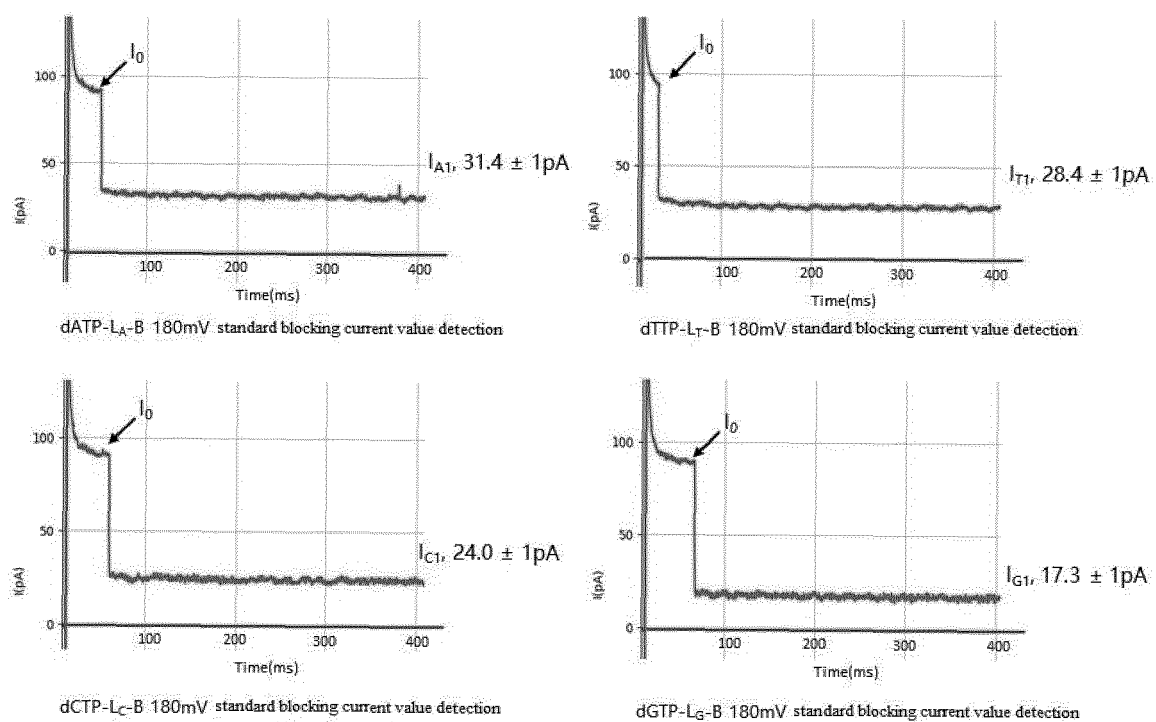 I0
100
50
0
I(pA)
IA1, 31.4 ± 1pA
100 200 300 400
Time(ms)
dATP-LA-B 180mV standard blocking current value detection
I0
100
50
0
I(pA)
IT1, 28.4 ± 1pA
100 200 300 400
Time(ms)
dTTP-LT-B 180mV standard blocking current value detection
I0
100
50
0
I(pA)
IC1, 24.0 ± 1pA
100 200 300 400
Time(ms)
dCTP-LC-B 180mV standard blocking current value detection
I0
100
50
0
I(pA)
IG1, 17.3 ± 1pA
100 200 300 400
Time(ms)
dGTP-LG-B 180mV standard blocking current value detection